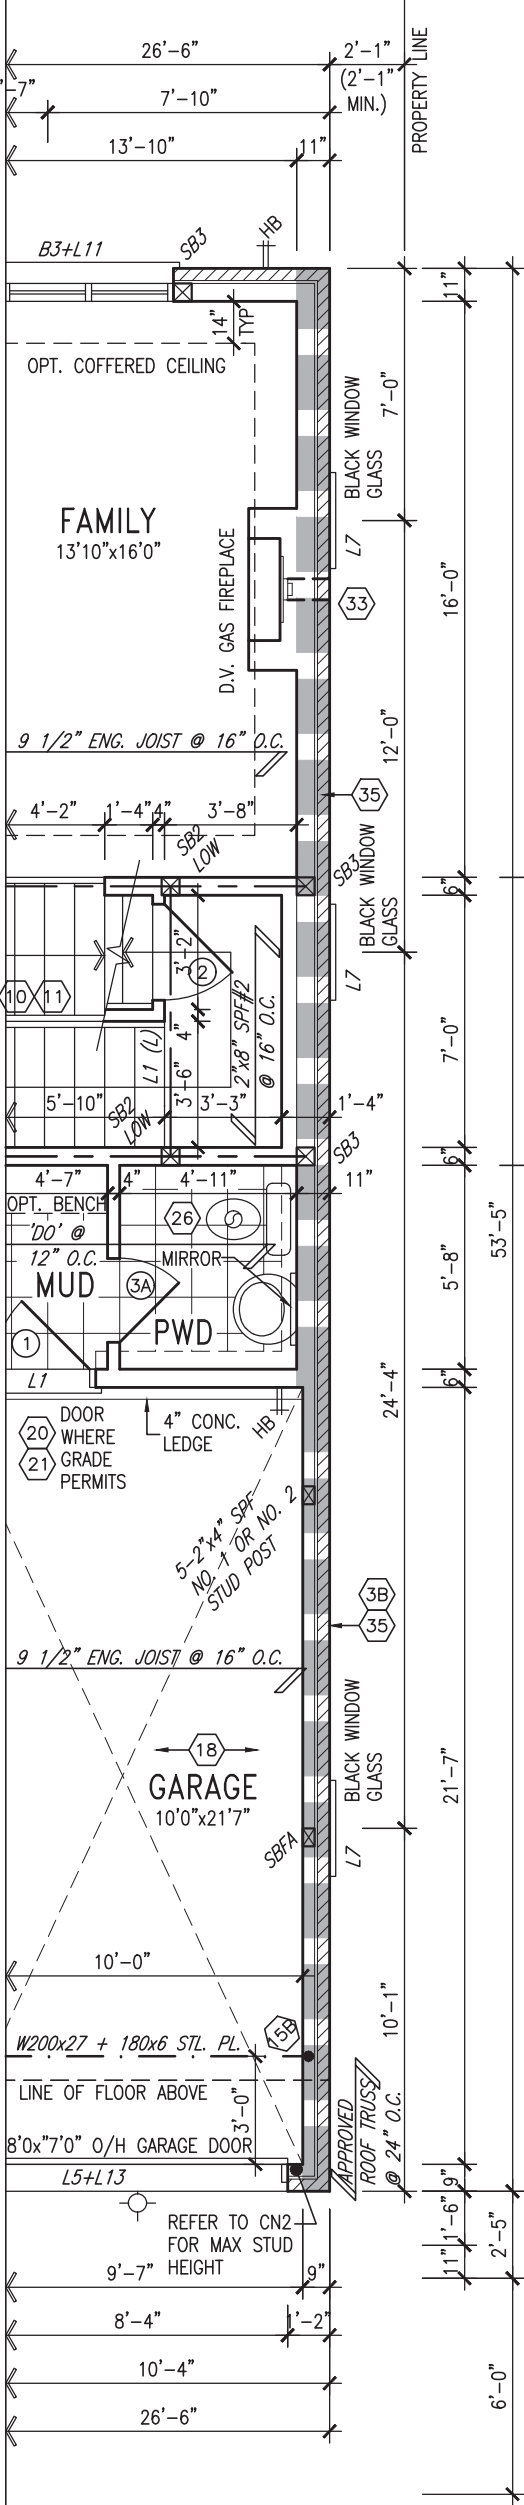 26'-6"
2'-1"
(2'-1"
MIN.)
PROPERTY LINE
'-7"
7'-10"
13'-10"
11"
HB
SB3
B3+L11
11"
14"
TYP
OPT. COFFERED CEILING
7'-0"
BLACK WINDOW
GLASS
FAMILY
13'10"x16'0"
L7
D.V. GAS FIREPLACE
33
16'-0"
9 1/2" ENG. JOIST @ 16" O.C.
12'-0"
35
4'-2"
1'-4"
4"
3'-8"
SB2
LOW
SB3
6"
BLACK WINDOW
GLASS
3'-2"
2
10
11
L7
4"
2"x8" SPF#2
@ 16" O.C.
L1 (L)
7'-0"
3'-6"
5'-10"
SB2
LOW
3'-3"
1'-4"
SB3
6"
4'-7"
4"
4'-11"
11"
OPT. BENCH
26
'DO' @
12" O.C.
MIRROR
53'-5"
MUD
3A
5'-8"
PWD
1
L1
6"
24'-4"
20
21
DOOR
WHERE
GRADE
PERMITS
4" CONC.
LEDGE
HB
5-2"x4" SPF
NO. 1 OR NO. 2
STUD POST
3B
35
9 1/2" ENG. JOIST @ 16" O.C.
BLACK WINDOW
GLASS
18
GARAGE
10'0"x21'7"
21'-7"
SBFA
L7
10'-0"
10'-1"
15B
W200x27 + 180x6 STL. PL.
LINE OF FLOOR ABOVE
3'-0"
8'0x"7'0" O/H GARAGE DOOR
APPROVED
ROOF TRUSS
@ 24" O.C.
L5+L13
9"
1'-6"
2'-5"
11"
REFER TO CN2
FOR MAX STUD
HEIGHT
9'-7"
9"
8'-4"
1'-2"
10'-4"
6'-0"
26'-6"